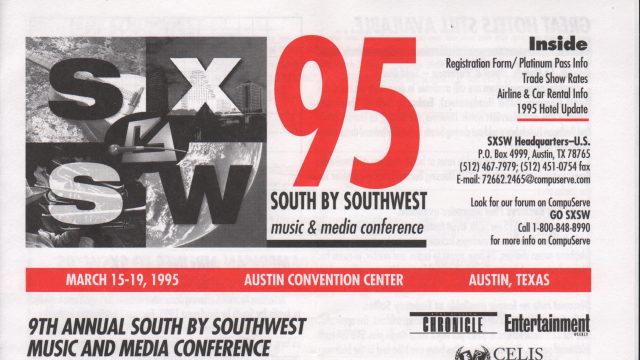 SXSW
95
SOUTH BY SOUTHWEST
music & media conference
Inside
Registration Form/ Platinum Pass Info
Trade Show Rates
Airline & Car Rental Info
1995 Hotel Update
SXSW Headquarters–U.S.
P.O. Box 4999, Austin, TX 78765
(512) 467-7979; (512) 451-0754 fax
E-mail: 72662.2465@compuserve.com
Look for our forum on CompuServe
GO SXSW
Call 1-800-848-8990
for more info on CompuServe
MARCH 15-19, 1995 AUSTIN CONVENTION CENTER AUSTIN, TEXAS
9TH ANNUAL SOUTH BY SOUTHWEST
MUSIC AND MEDIA CONFERENCE
CHRONICLE
Entertainment
WEEKLY
CELIS